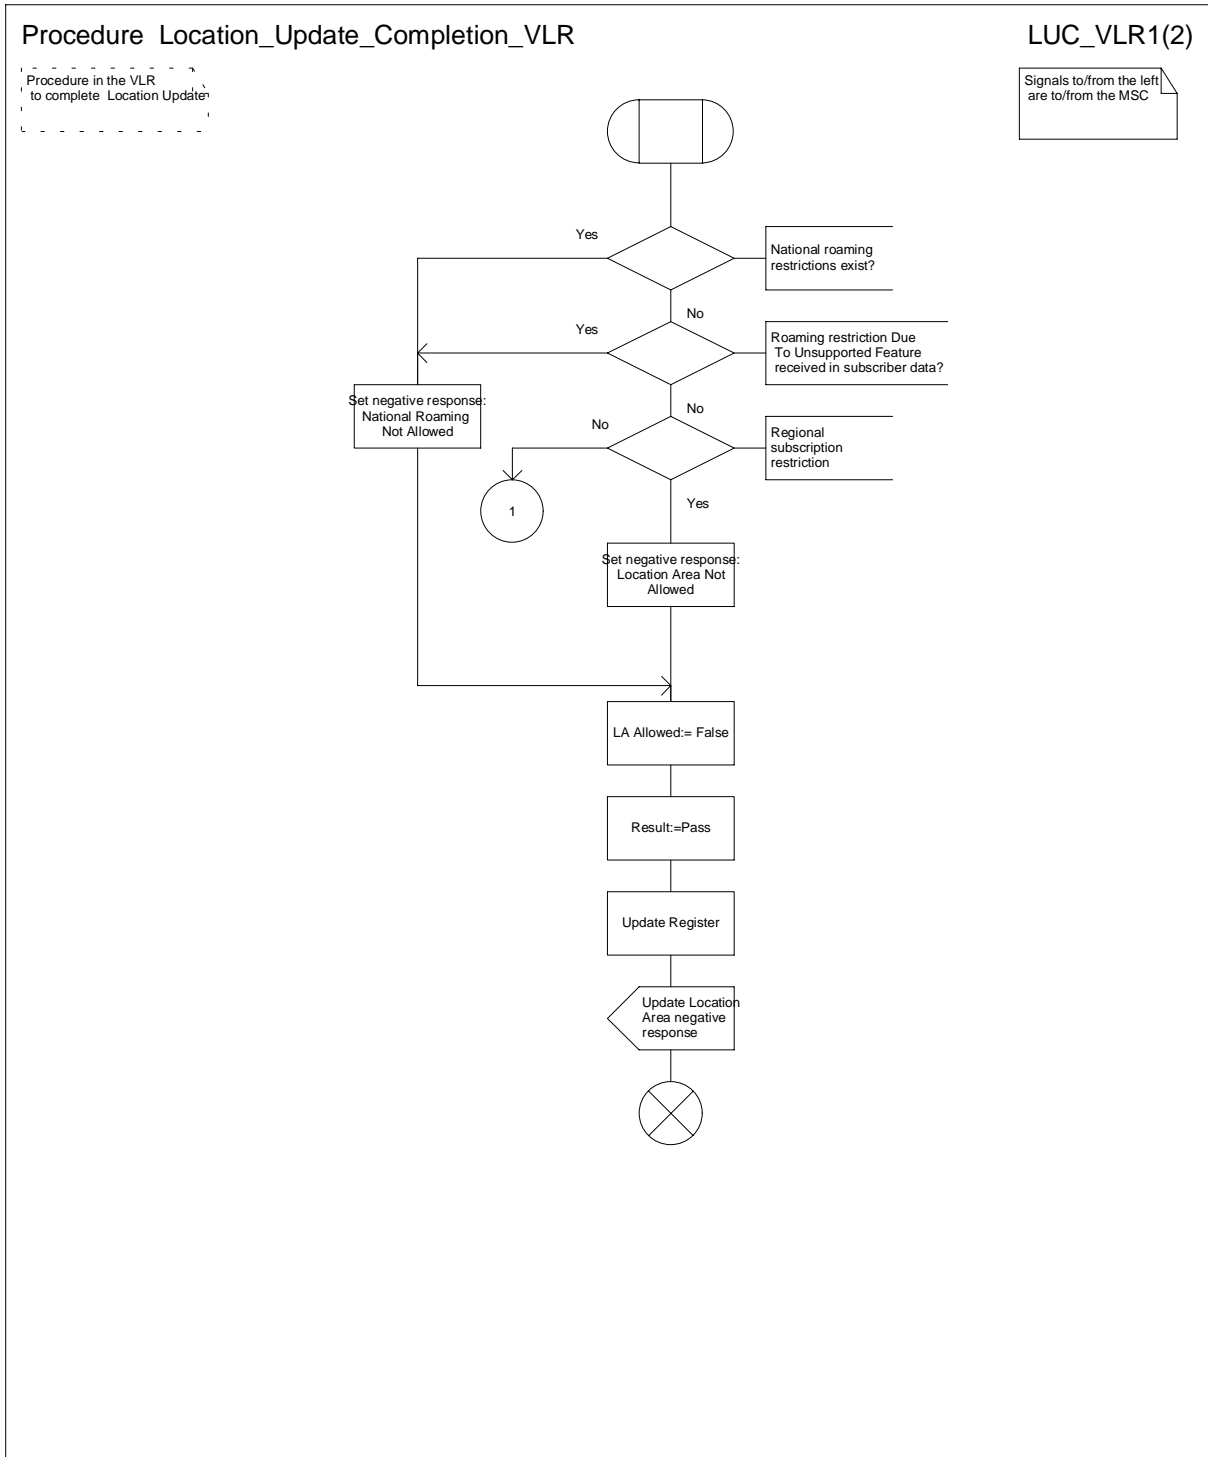 Procedure Location_Update_Completion_VLR
LUC_VLR1(2)
Procedure in the VLR
to complete Location Update
Signals to/from the left
are to/from the MSC
Yes
National roaming
restrictions exist?
No
Yes
Roaming restriction Due
To Unsupported Feature
received in subscriber data?
Set negative response:
National Roaming
Not Allowed
No
No
Regional
subscription
restriction
1
Yes
Set negative response:
Location Area Not
Allowed
LA Allowed:= False
Result:=Pass
Update Register
Update Location
Area negative
response